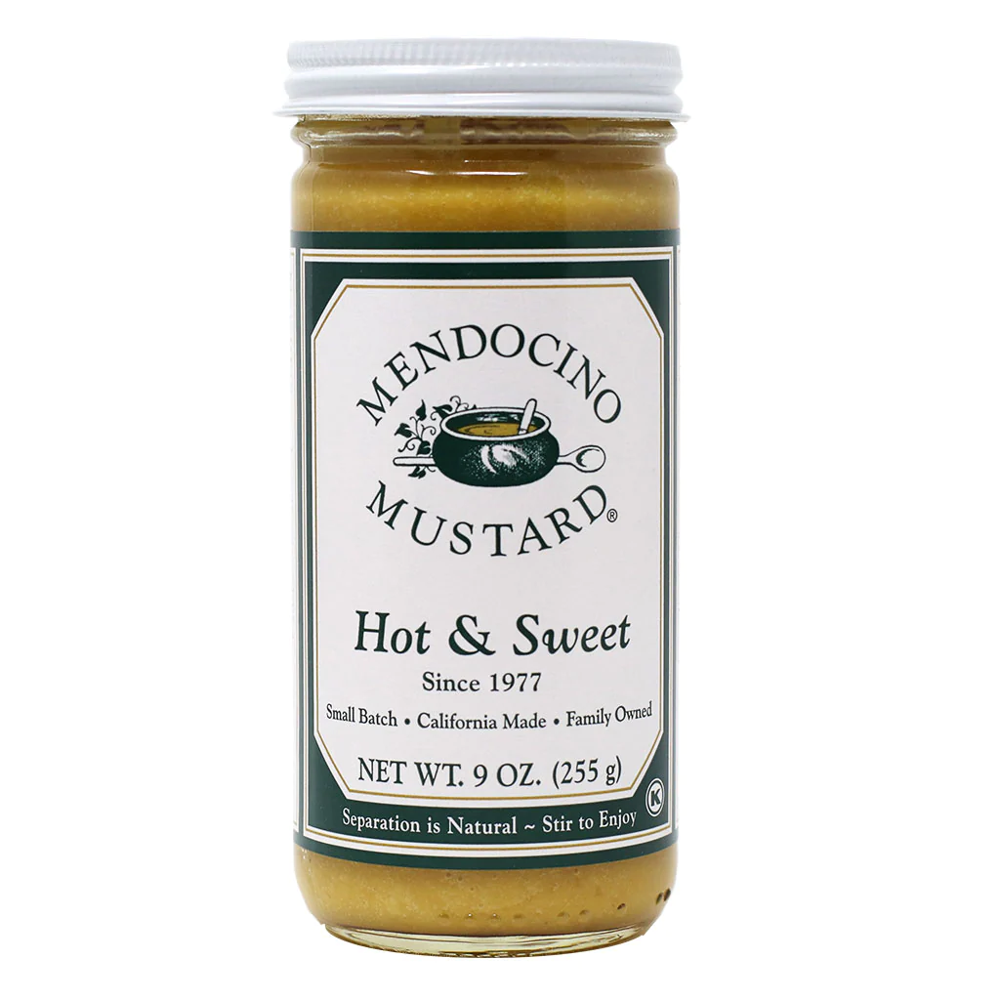 MENDOCINO
MUSTARD®
Hot & Sweet
Since 1977
Small Batch • California Made • Family Owned
NET WT. 9 OZ. (255 g)
K
Separation is Natural ~ Stir to Enjoy